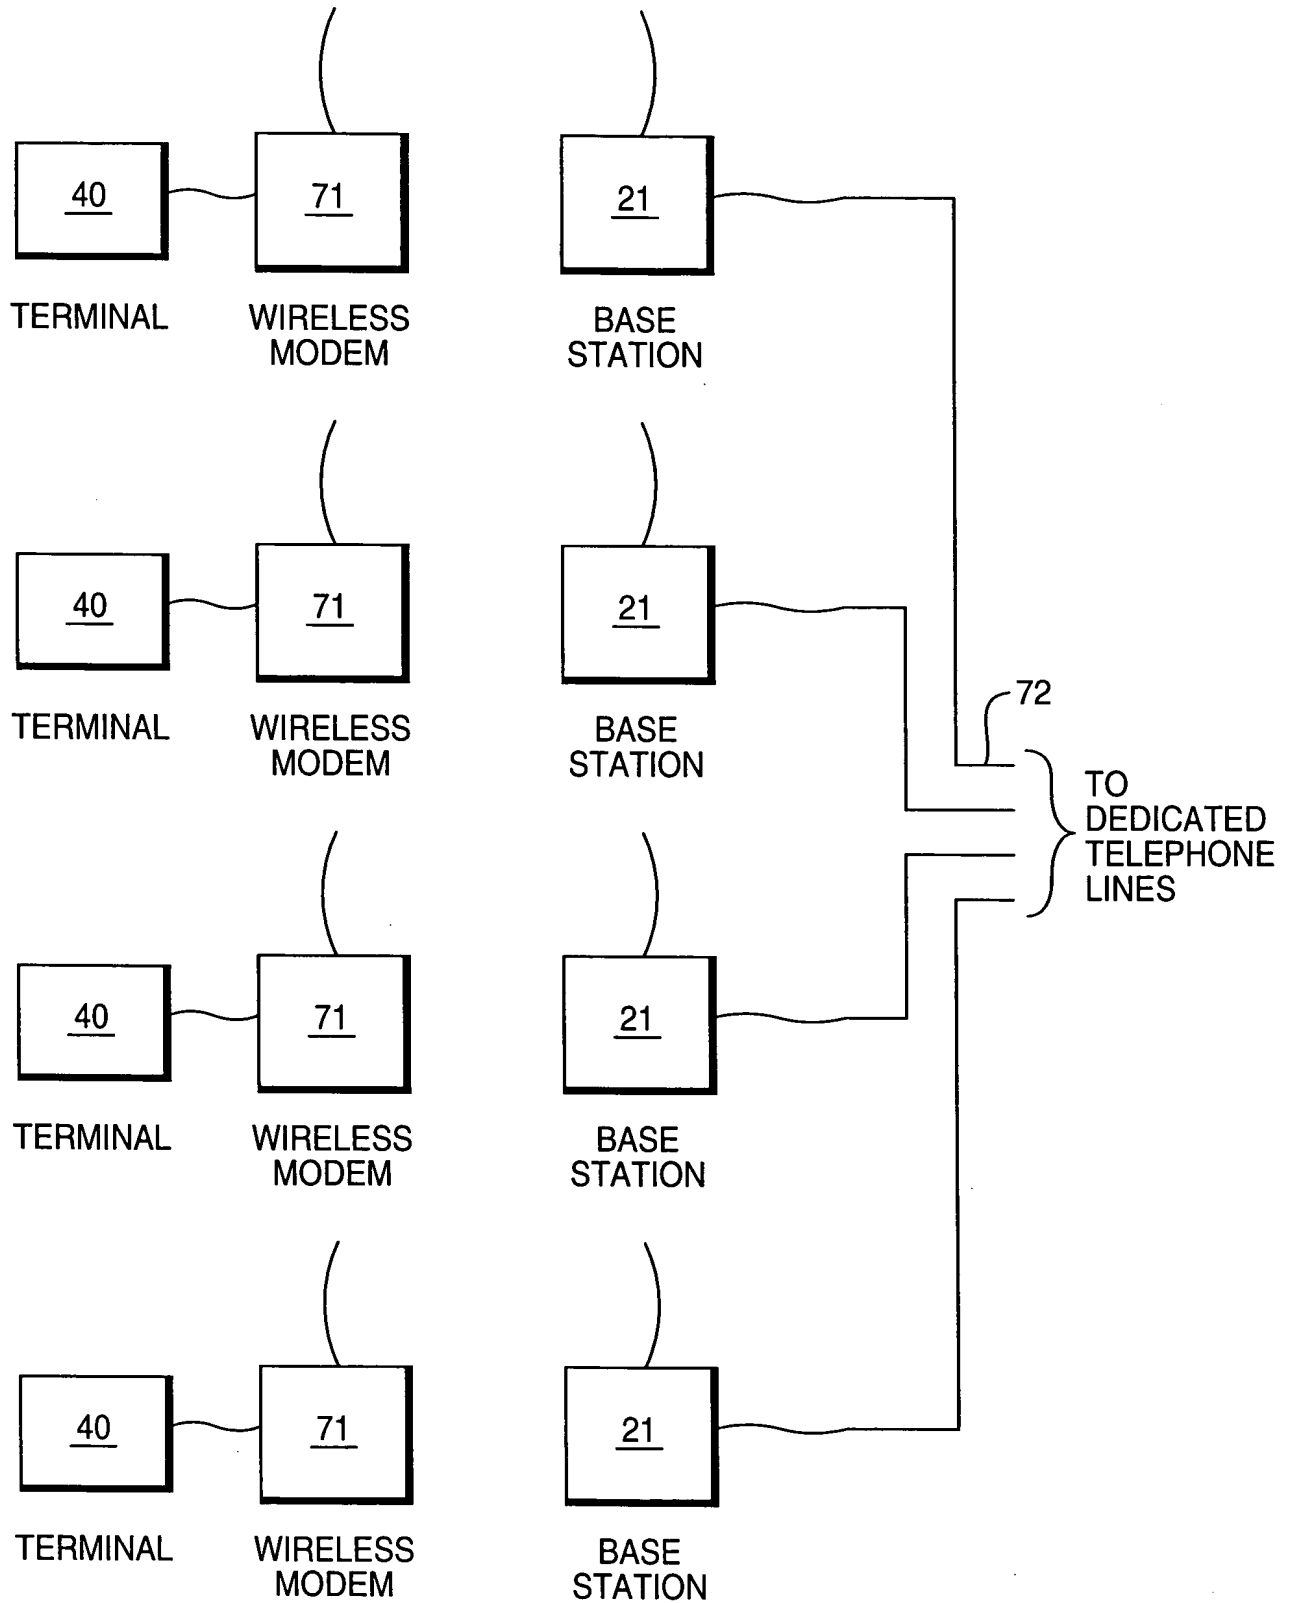 40
71
21
TERMINAL
WIRELESS
MODEM
BASE
STATION
40
71
21
TERMINAL
WIRELESS
MODEM
BASE
STATION
72
TO
DEDICATED
TELEPHONE
LINES
40
71
21
TERMINAL
WIRELESS
MODEM
BASE
STATION
40
71
21
TERMINAL
WIRELESS
MODEM
BASE
STATION